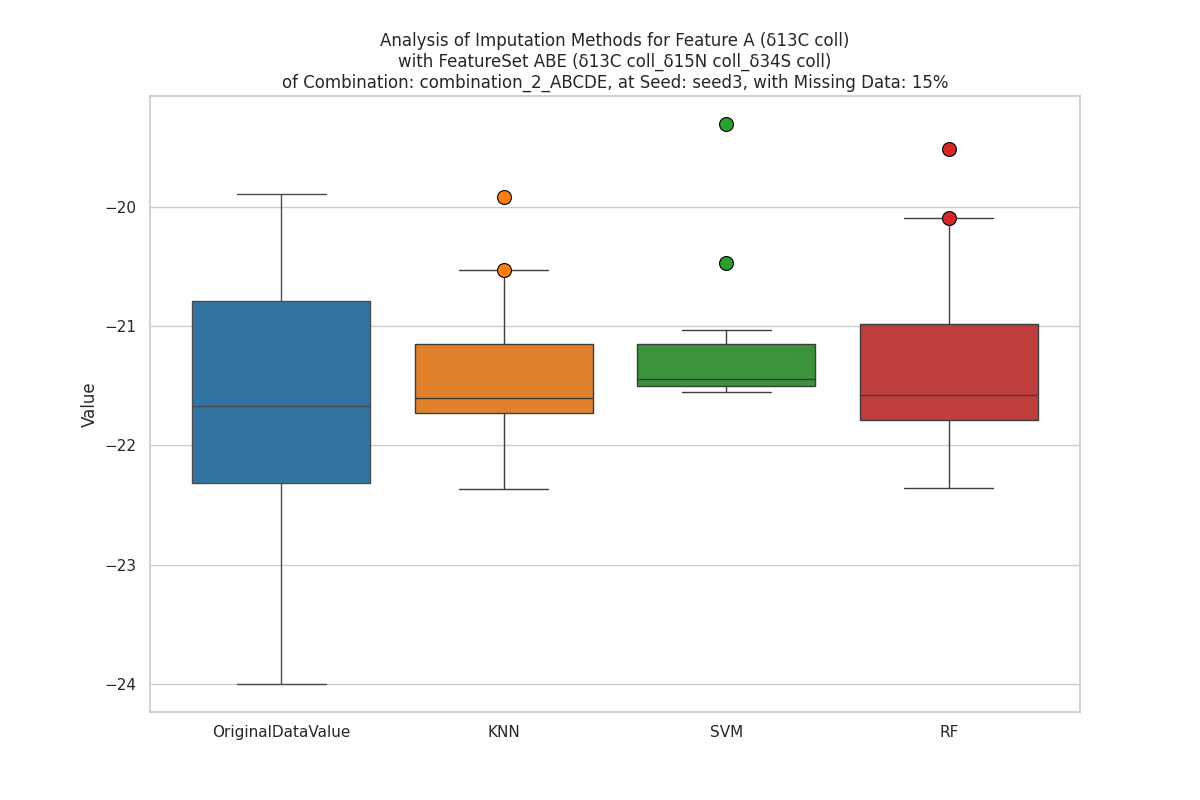 Analysis of Imputation Methods for Feature A (δ13C coll)
with FeatureSet ABE (δ13C coll_δ15N coll_δ34S coll)
of Combination: combination_2_ABCDE, at Seed: seed3, with Missing Data: 15%
Value
−20
−21
−22
−23
−24
OriginalDataValue
KNN
SVM
RF